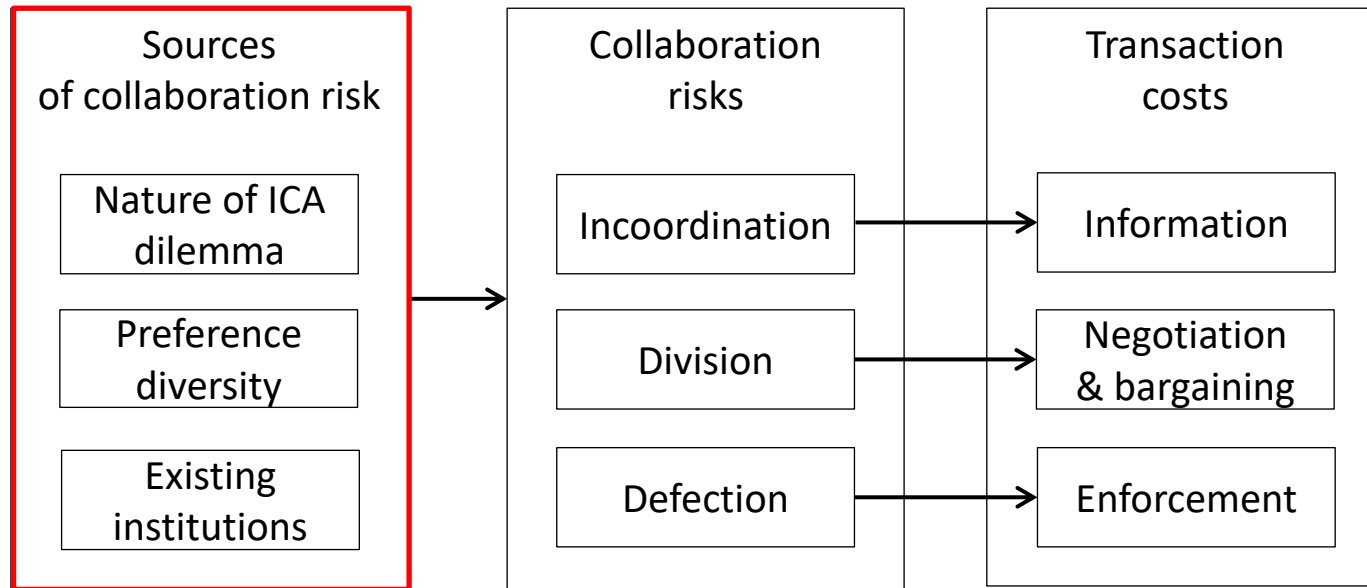 Sources
of collaboration risk
Nature of ICA
dilemma
Preference
diversity
Existing
institutions
Collaboration
risks
Incoordination
Division
Defection
Transaction
costs
Information
Negotiation
& bargaining
Enforcement